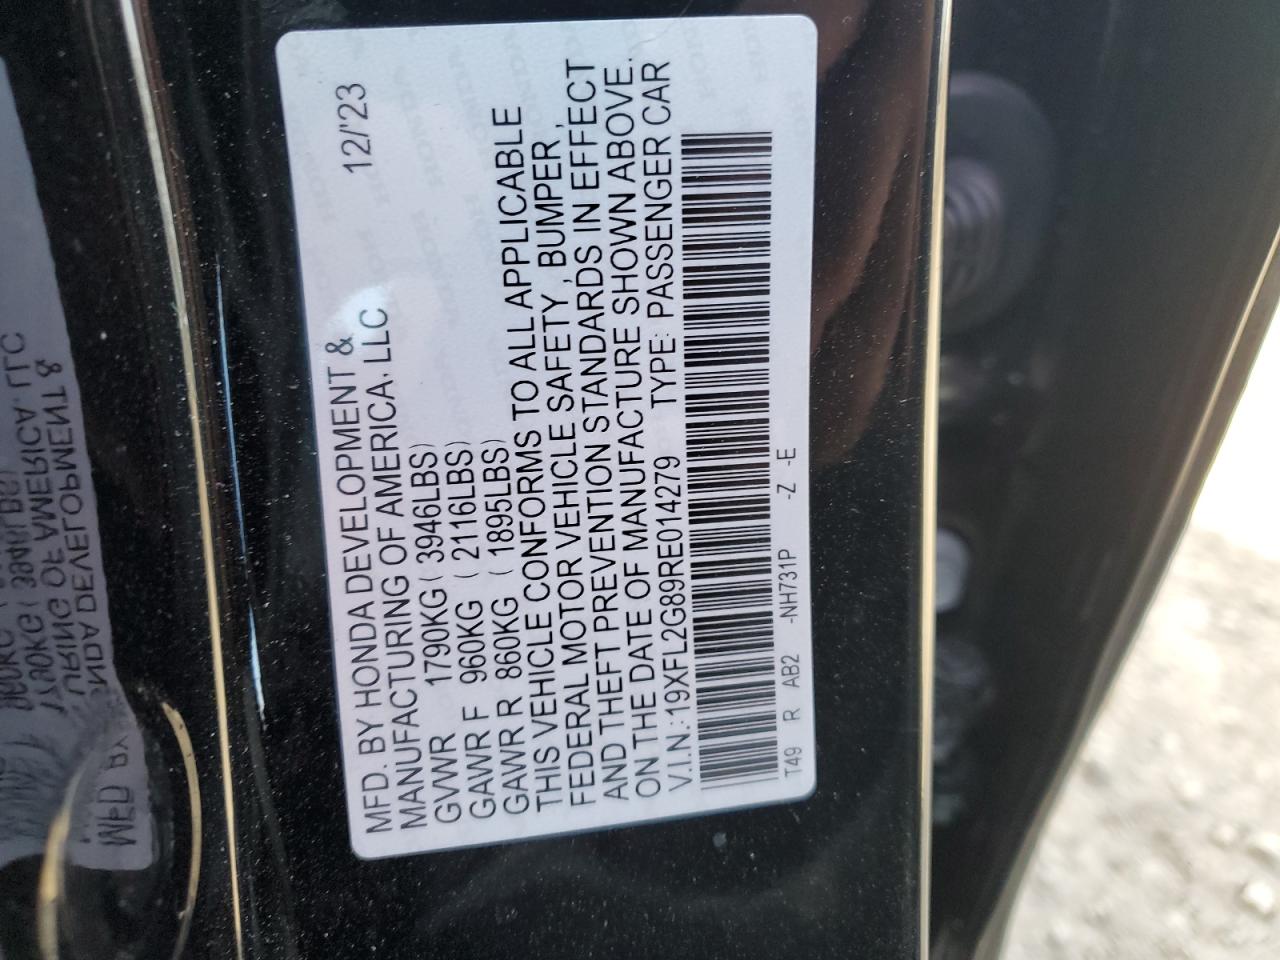 MFD. BY HONDA DEVELOPMENT &
MANUFACTURING OF AMERICA. LLC 12/'23
GVWR 1790KG ( 3946LBS)
GAWR F 960KG ( 2116LBS)
GAWR R 860KG ( 1895LBS)
THIS VEHICLE CONFORMS TO ALL APPLICABLE
FEDERAL MOTOR VEHICLE SAFETY , BUMPER ,
AND THEFT PREVENTION STANDARDS IN EFFECT
ON THE DATE OF MANUFACTURE SHOWN ABOVE.
V.I.N.: 19XFL2G89RE014279 TYPE: PASSENGER CAR
T49 R AB2 -NH731P -Z -E